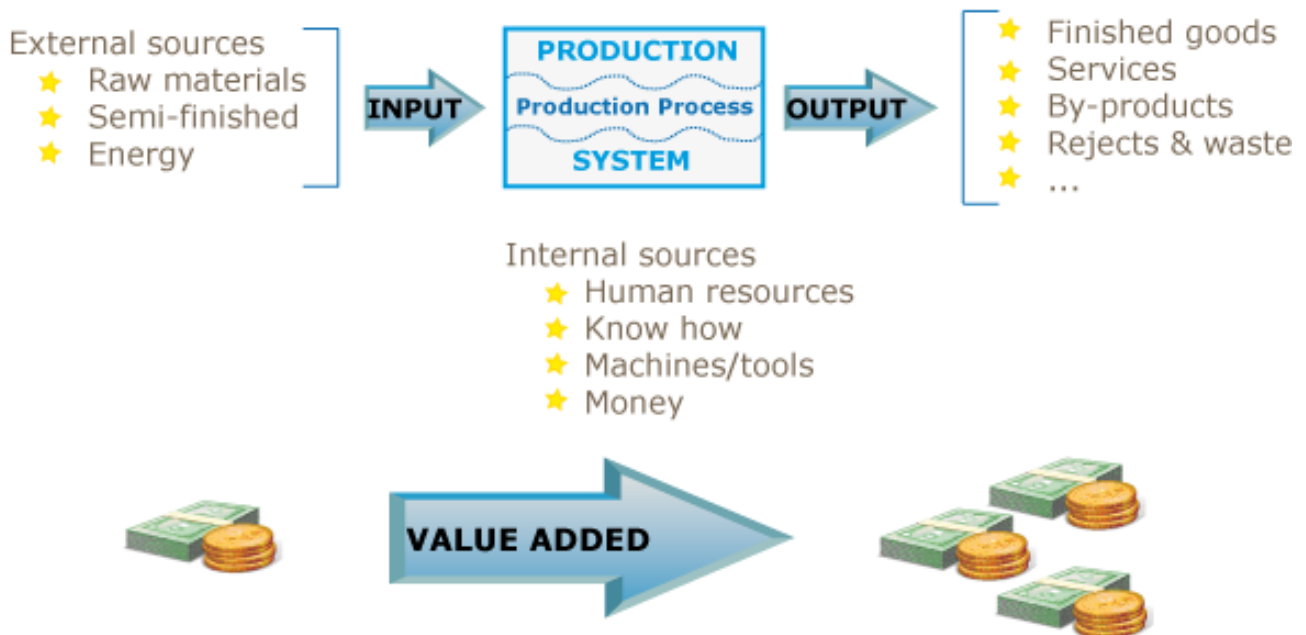 External sources
Raw materials
Semi-finished
Energy
INPUT
PRODUCTION
Production Process
SYSTEM
OUTPUT
Finished goods
Services
By-products
Rejects & waste
...
Internal sources
Human resources
Know how
Machines/tools
Money
VALUE ADDED